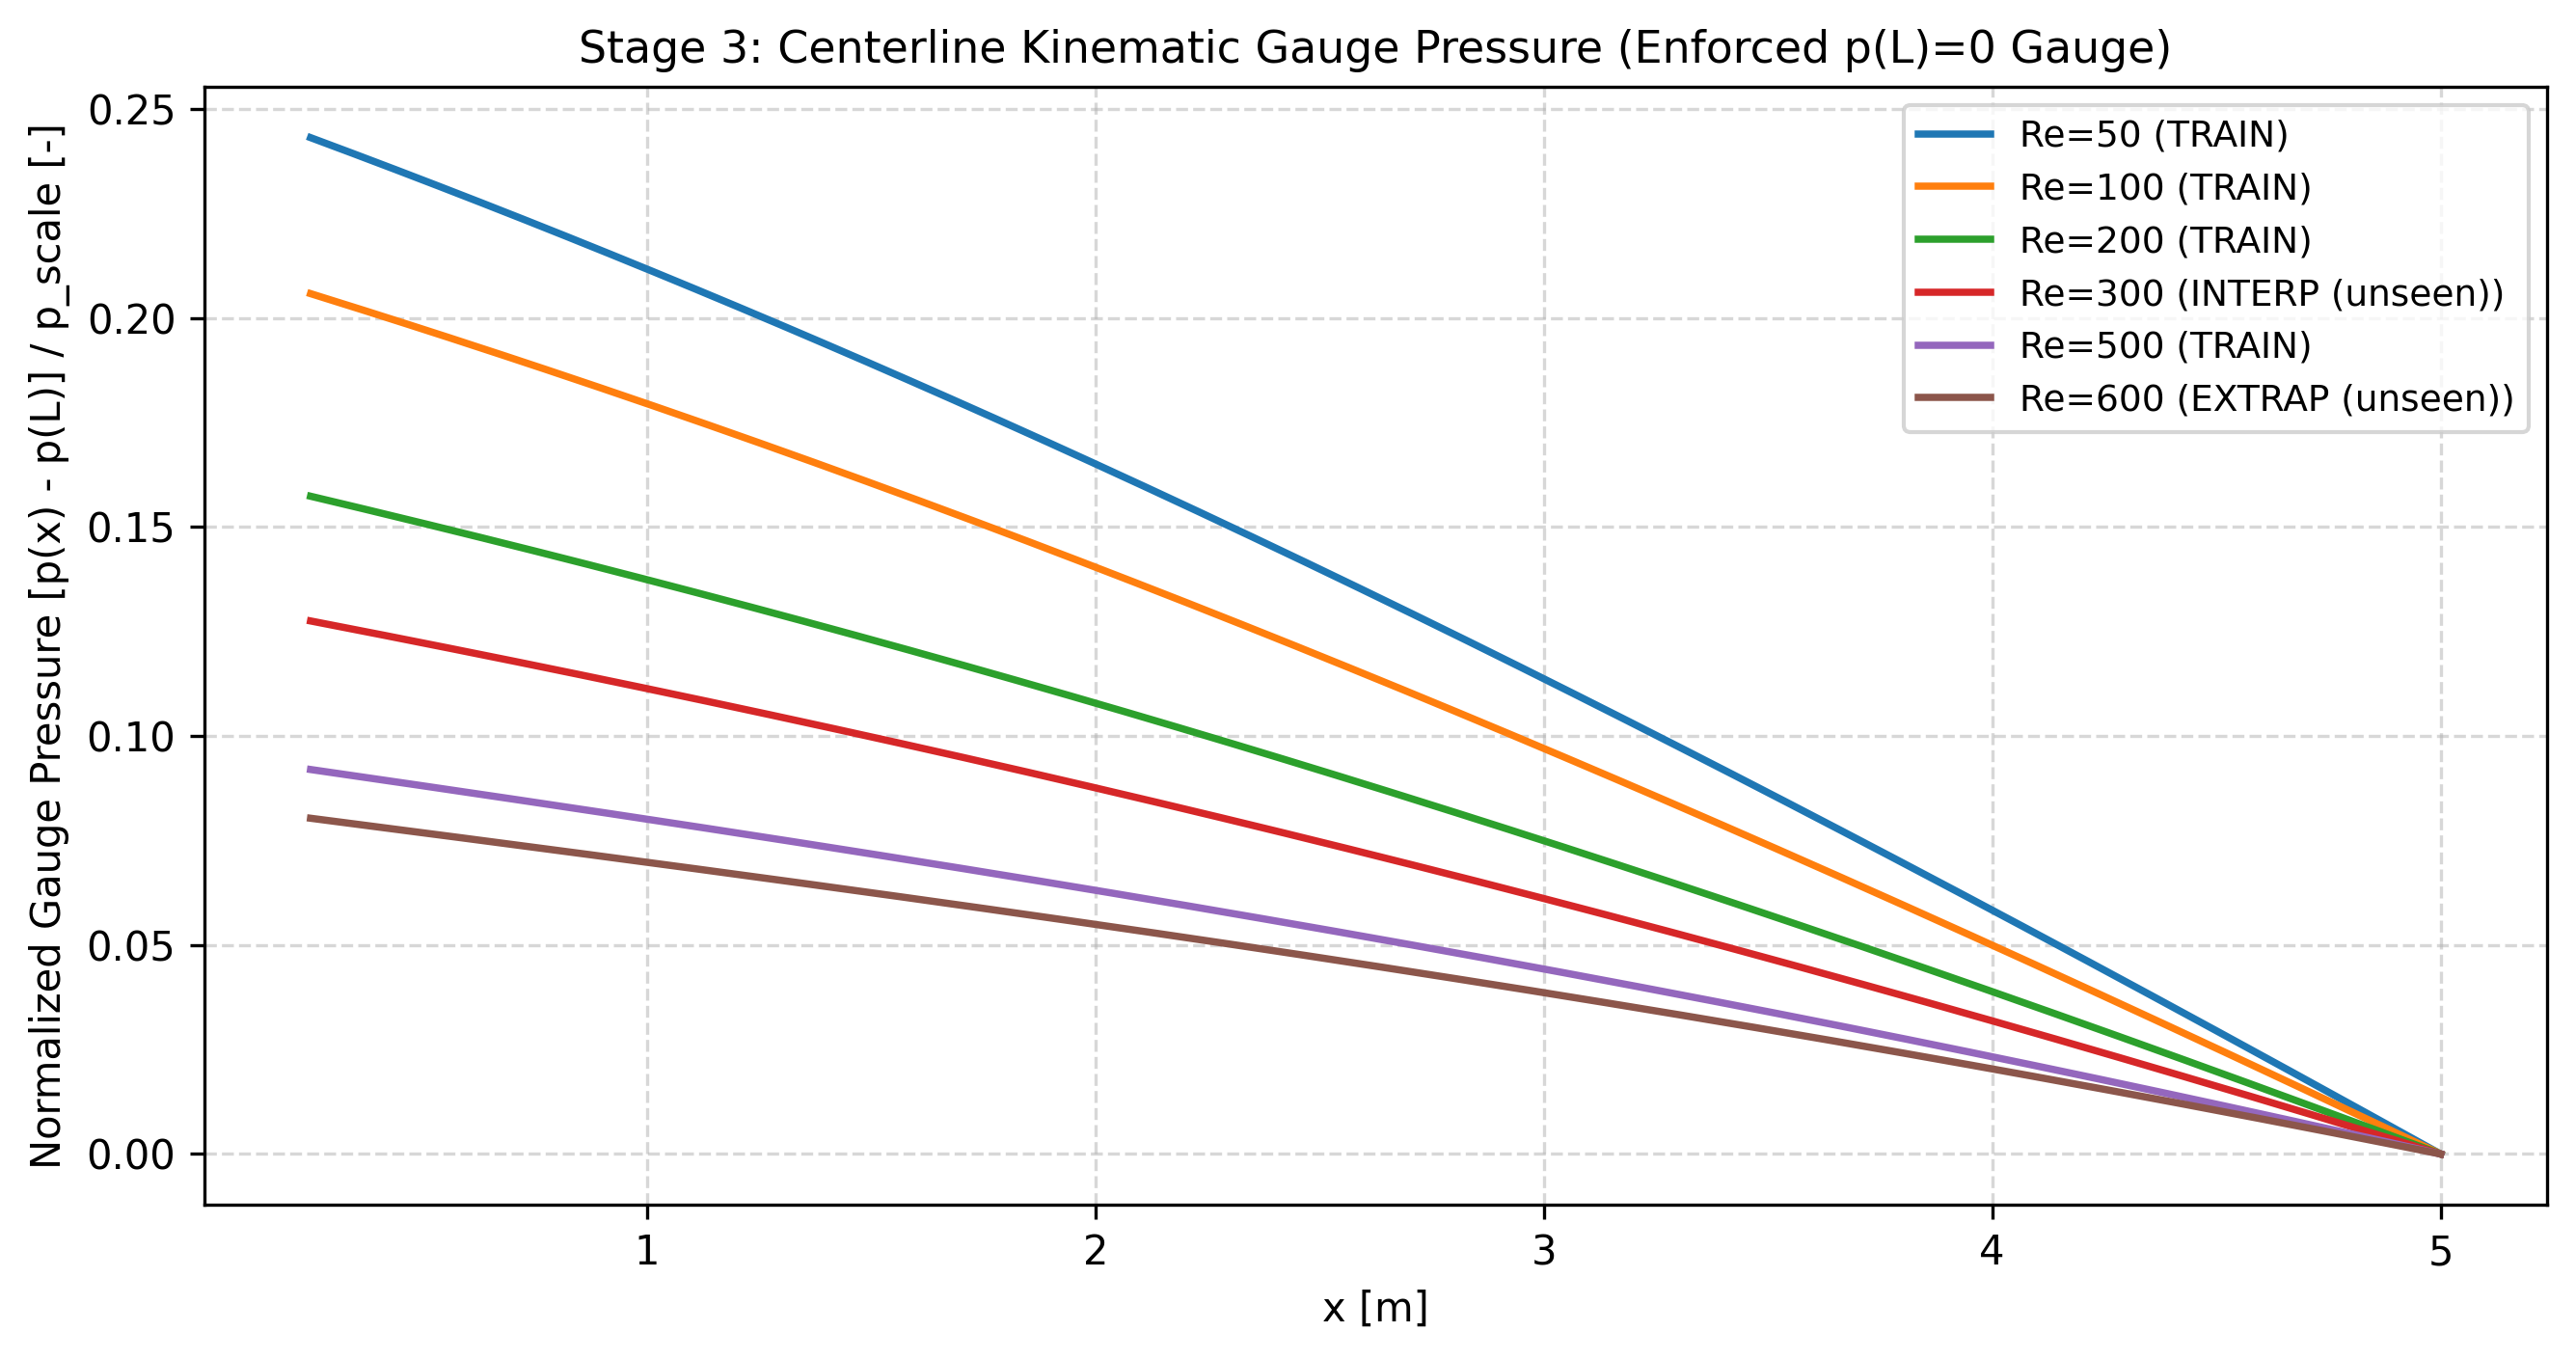 Stage 3: Centerline Kinematic Gauge Pressure (Enforced p(L)=0 Gauge)
Normalized Gauge Pressure [p(x) - p(L)] / p_scale [-]
0.25
0.20
0.15
0.10
0.05
0.00
Re=50 (TRAIN)
Re=100 (TRAIN)
Re=200 (TRAIN)
Re=300 (INTERP (unseen))
Re=500 (TRAIN)
Re=600 (EXTRAP (unseen))
1 2 3 4 5
x [m]